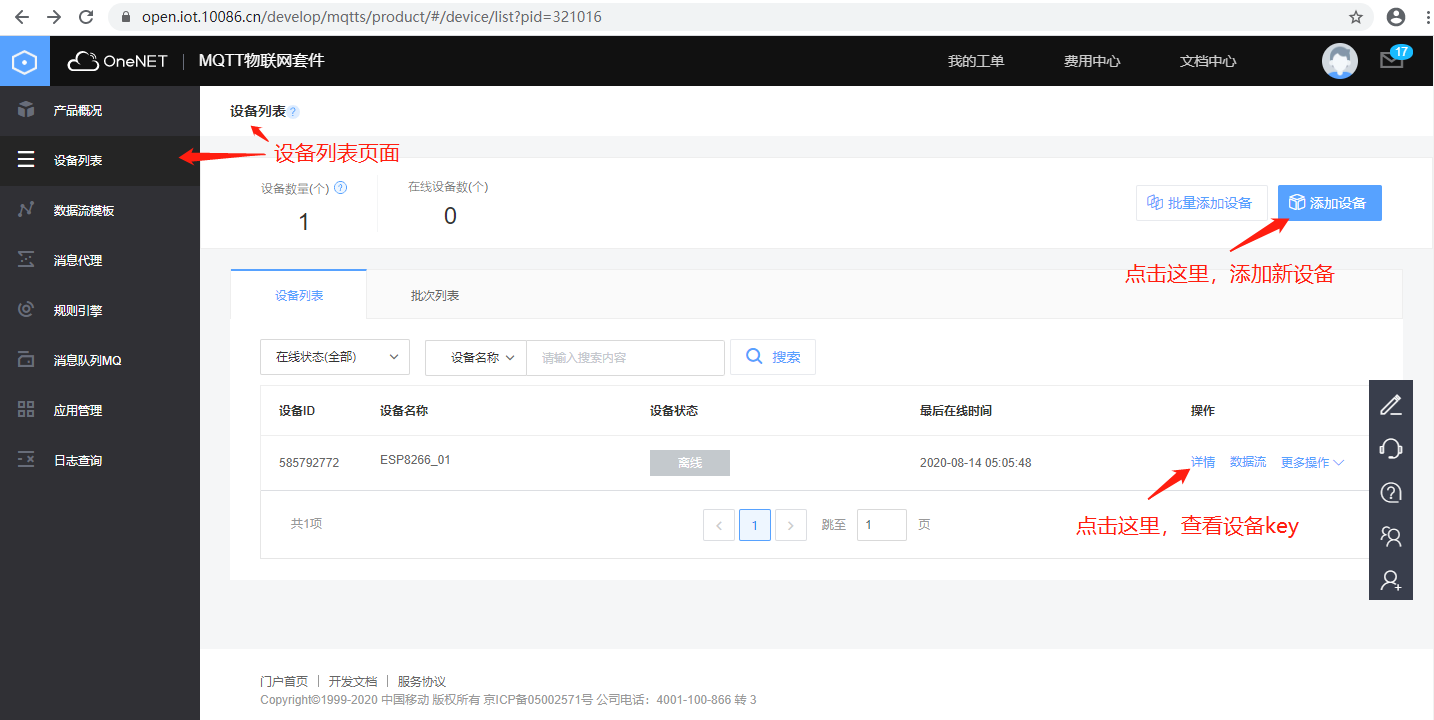 open.iot.10086.cn/develop/mqtts/product/#/device/list?pid=321016
OneNET
MQTT物联网套件
我的工单
费用中心
文档中心
17
产品概况
设备列表
数据流模板
消息代理
规则引擎
消息队列MQ
应用管理
日志查询
设备列表?
设备列表页面
设备数量(个) ?
1
在线设备数(个)
0
批量添加设备
添加设备
点击这里，添加新设备
设备列表
批次列表
在线状态(全部)
设备名称
请输入搜索内容
搜索
设备ID 设备名称 设备状态 最后在线时间 操作
585792772 ESP8266_01 离线 2020-08-14 05:05:48 详情 数据流 更多操作
点击这里，查看设备key
共1项
< 1 > 跳至 1 页
门户首页 | 开发文档 | 服务协议
Copyright©1999-2020 中国移动 版权所有 京ICP备05002571号 公司电话：4001-100-866 转 3